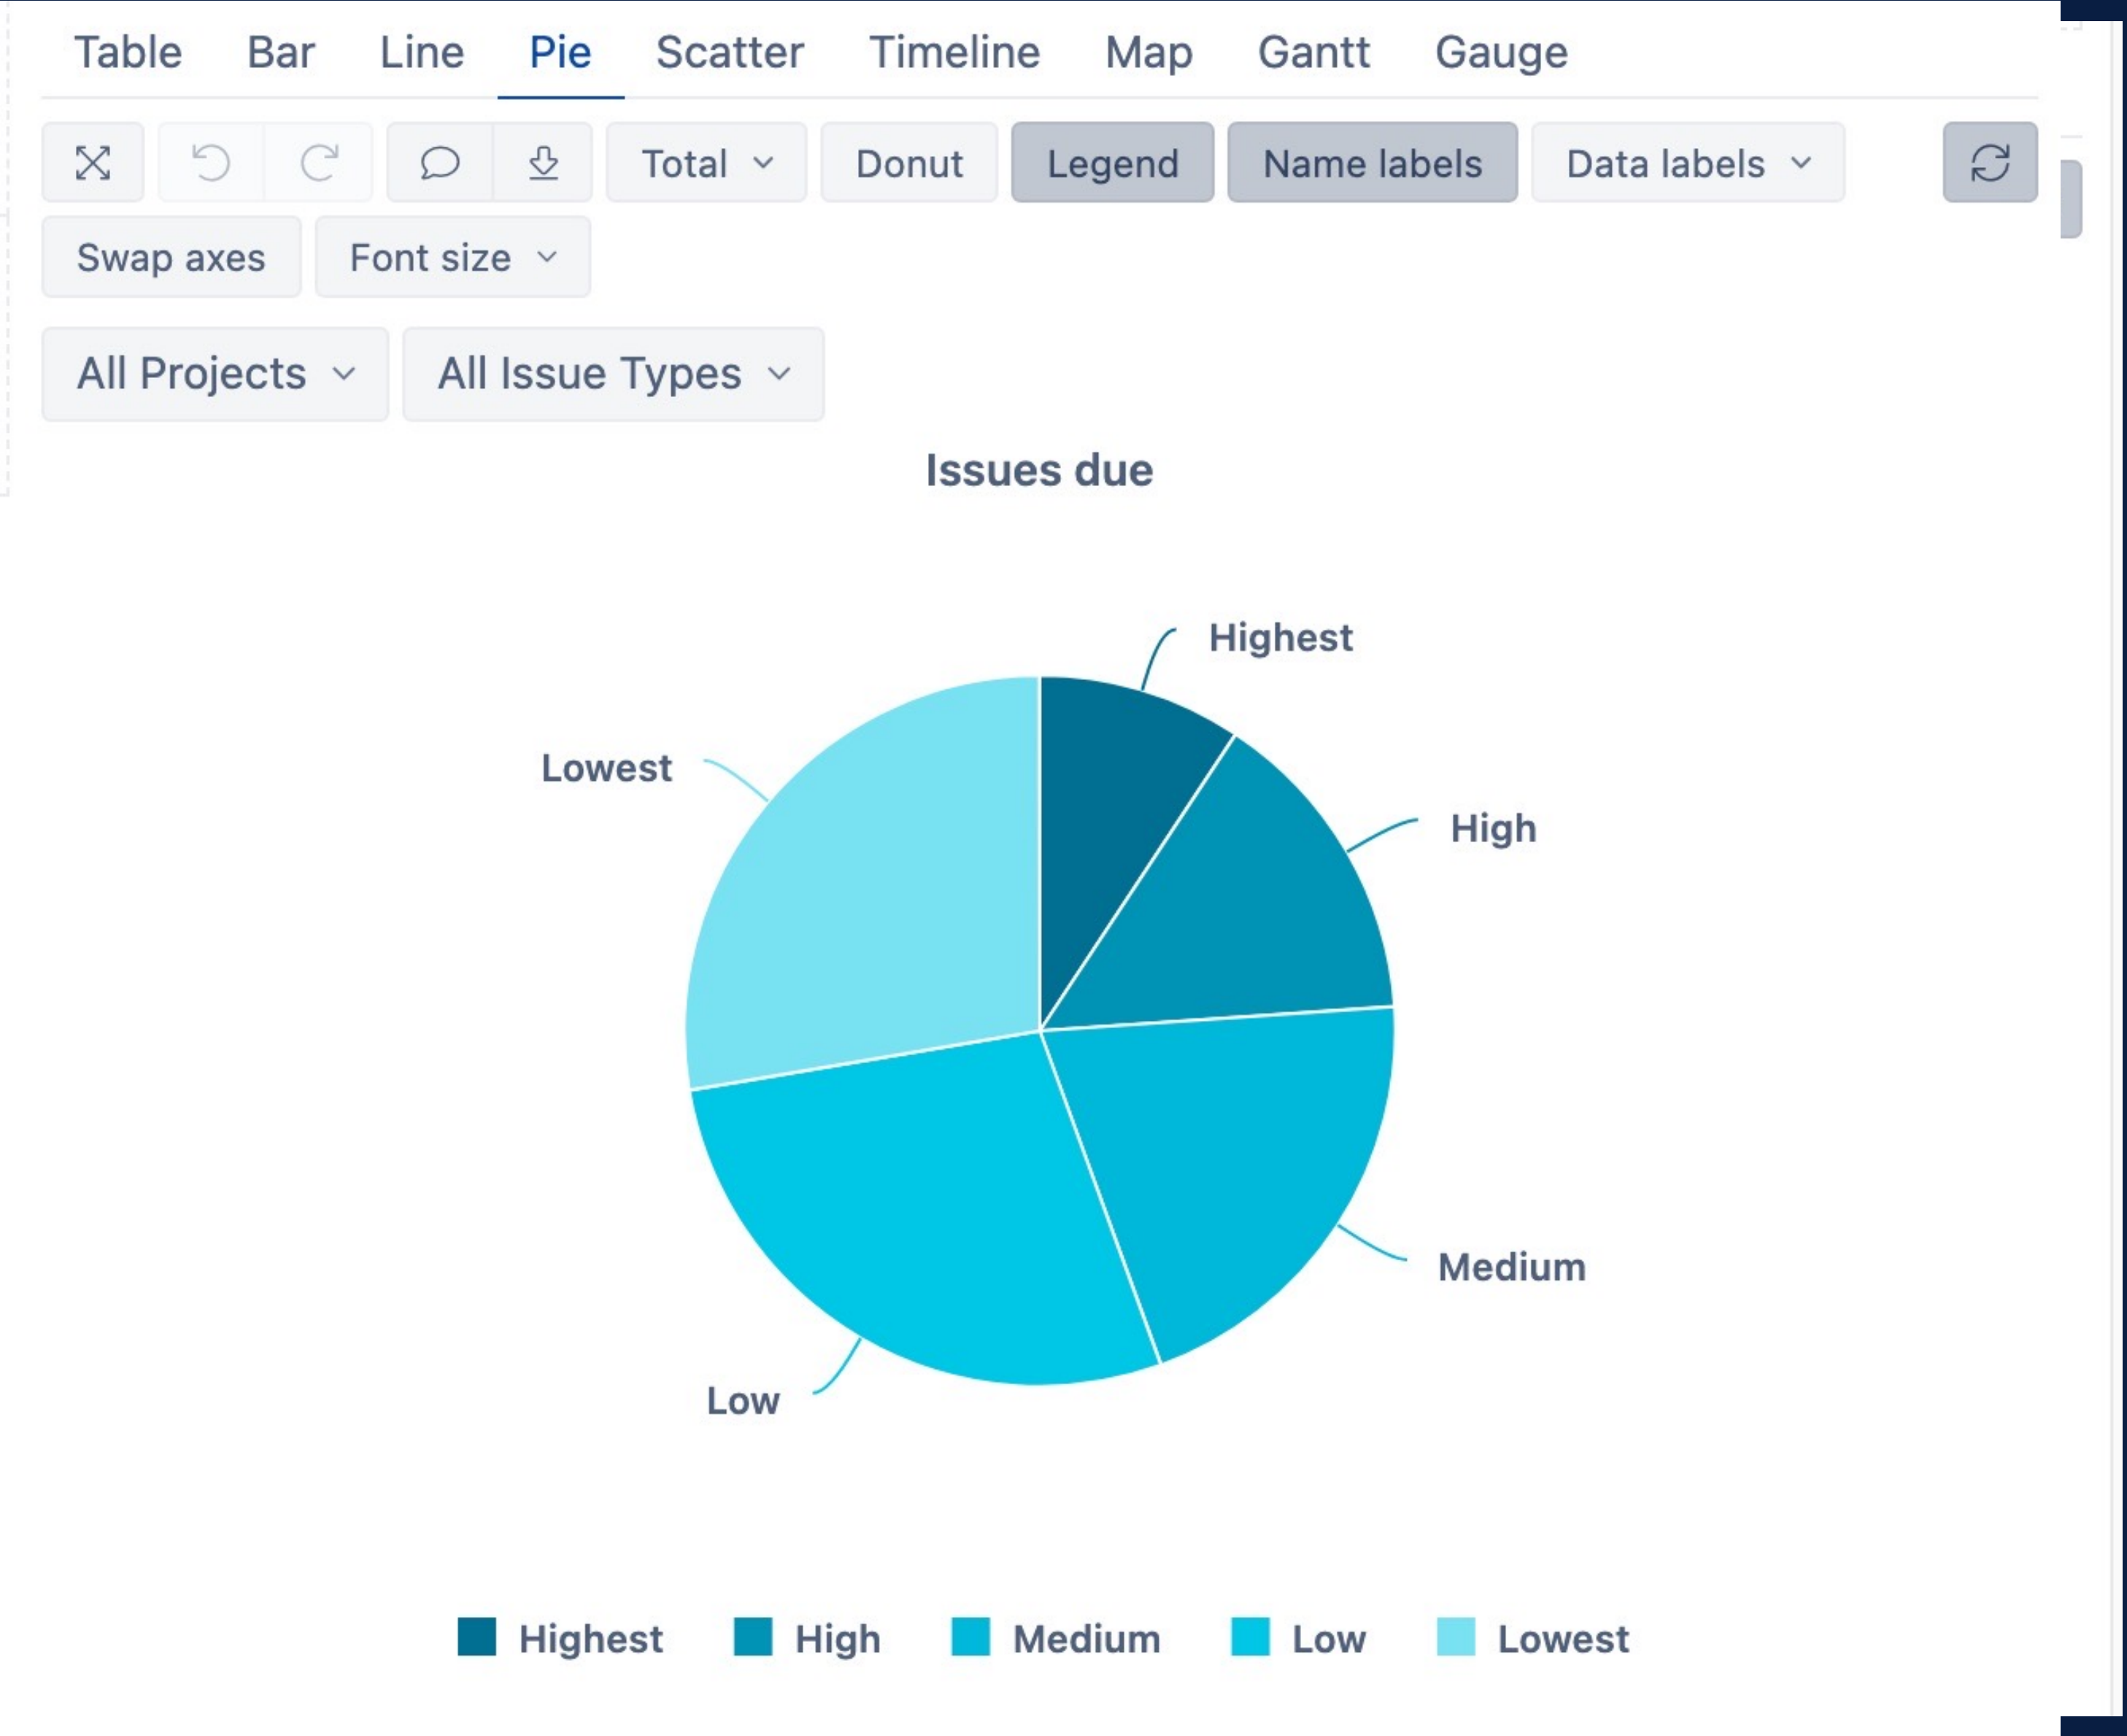 Table Bar Line Pie Scatter Timeline Map Gantt Gauge
Total Donut Legend Name labels Data labels
Swap axes Font size
All Projects All Issue Types
Issues due
Highest
Lowest
High
Medium
Low
Highest High Medium Low Lowest